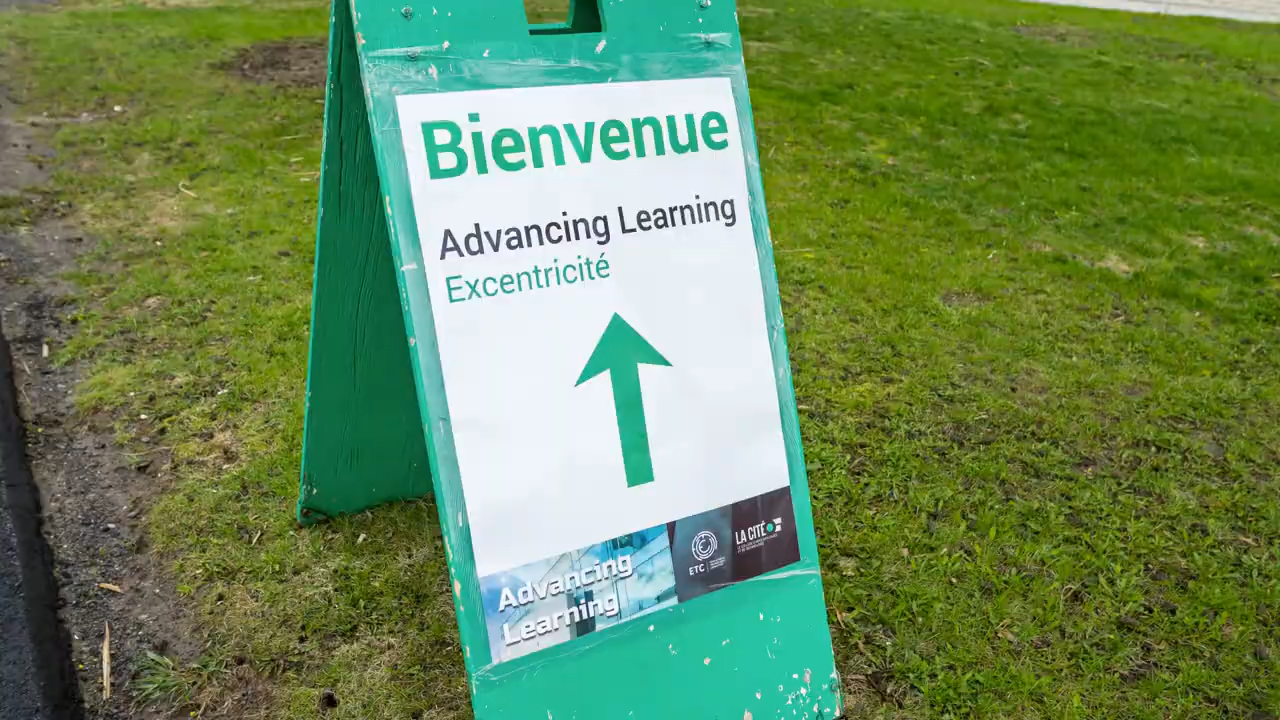 Bienvenue
Advancing Learning
Excentricité
Advancing
Learning
ETC
LA CITÉ